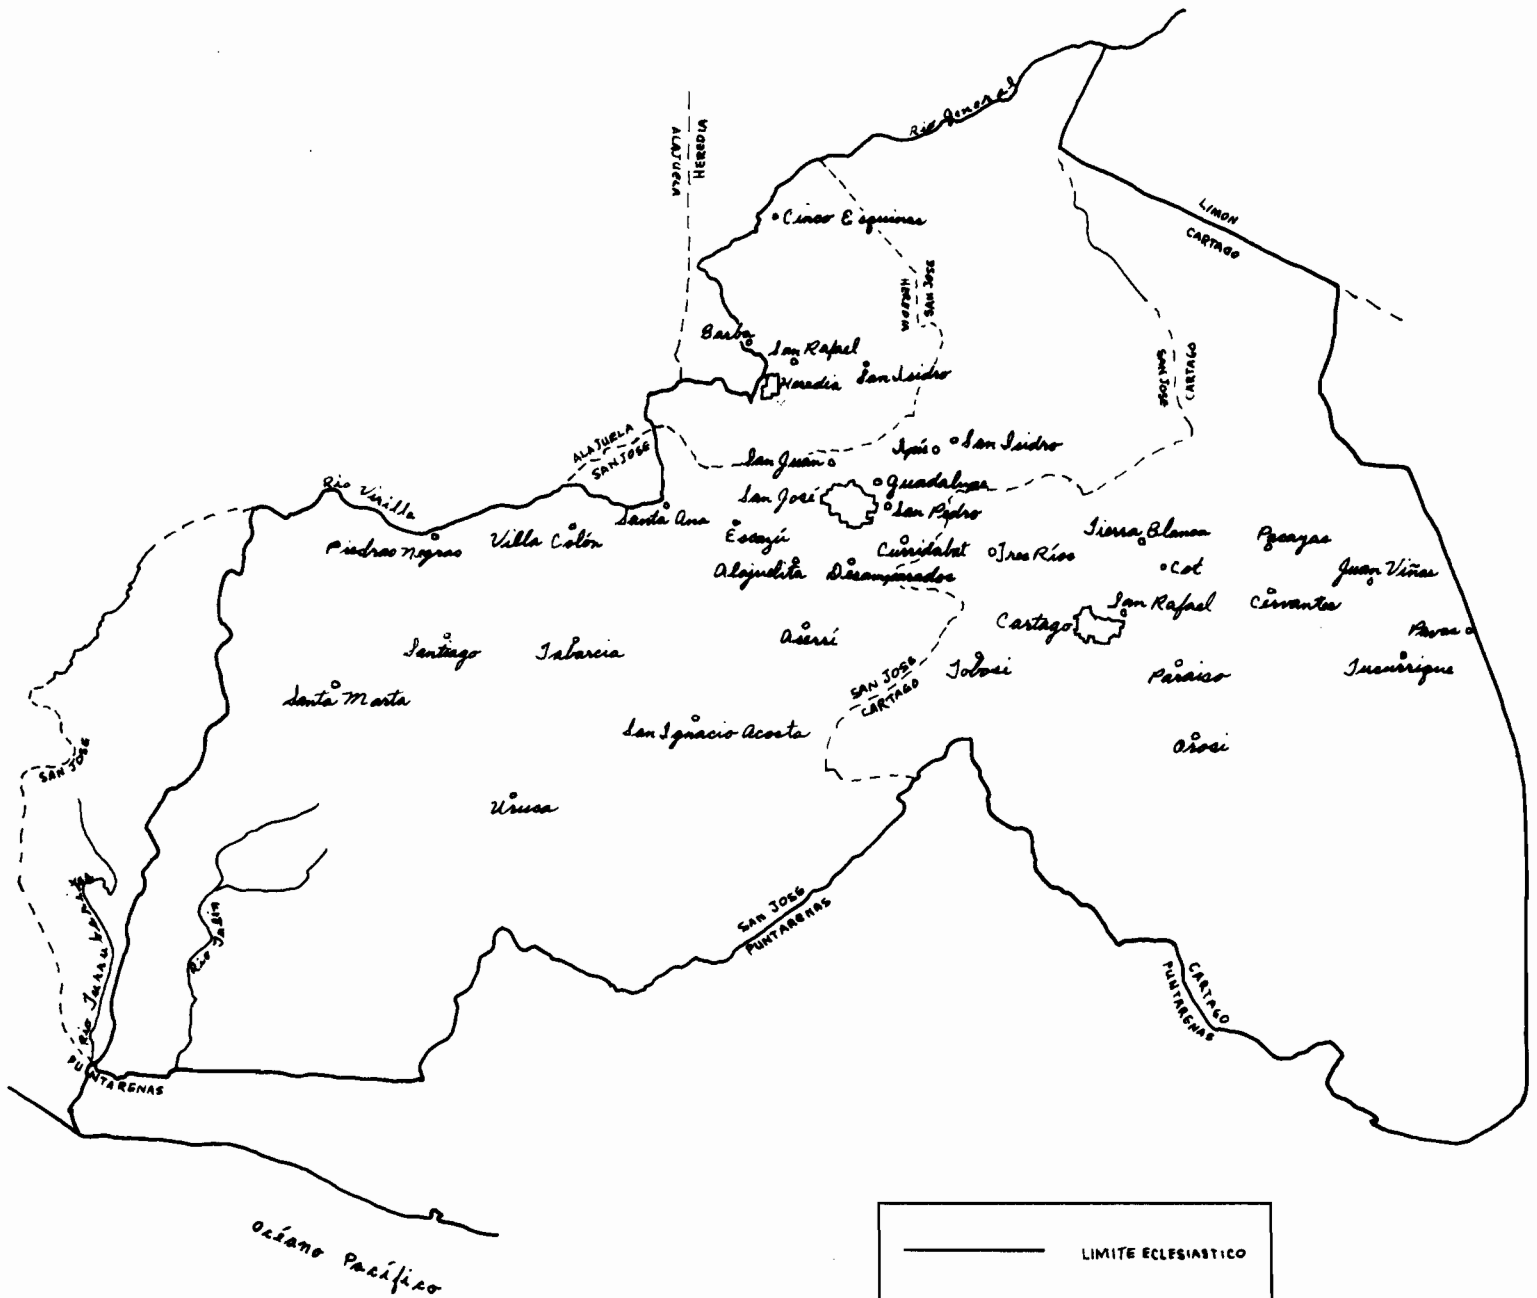 Río General
HEREDIA
ALAJUELA
LIMON
CARTAGO
Cinco Esquinas
SAN JOSE
HEREDIA
Barba
San Rafael
Heredia
San Isidro
CARTAGO
SAN JOSE
ALAJUELA
SAN JOSE
San Juan
Ipís
San Isidro
Río Virilla
San José
Guadalupe
San Pedro
Santa Ana
Piedras Negras
Villa Colón
Escazú
Curridabat
Tres Ríos
Tierra Blanca
Pacayas
Alajuelita
Desamparados
Cot
Juan Viñas
San Rafael
Cervantes
Cartago
Pavas
Santiago
Tabarcia
Aserrí
Tobosi
Paraiso
Tucurrique
Santa Marta
SAN JOSE
CARTAGO
San Ignacio Acosta
Orosi
SAN JOSE
Uruca
SAN JOSE
PUNTARENAS
Río Turrubares
CARTAGO
PUNTARENAS
PUNTARENAS
Océano Pacífico
LIMITE ECLESIASTICO